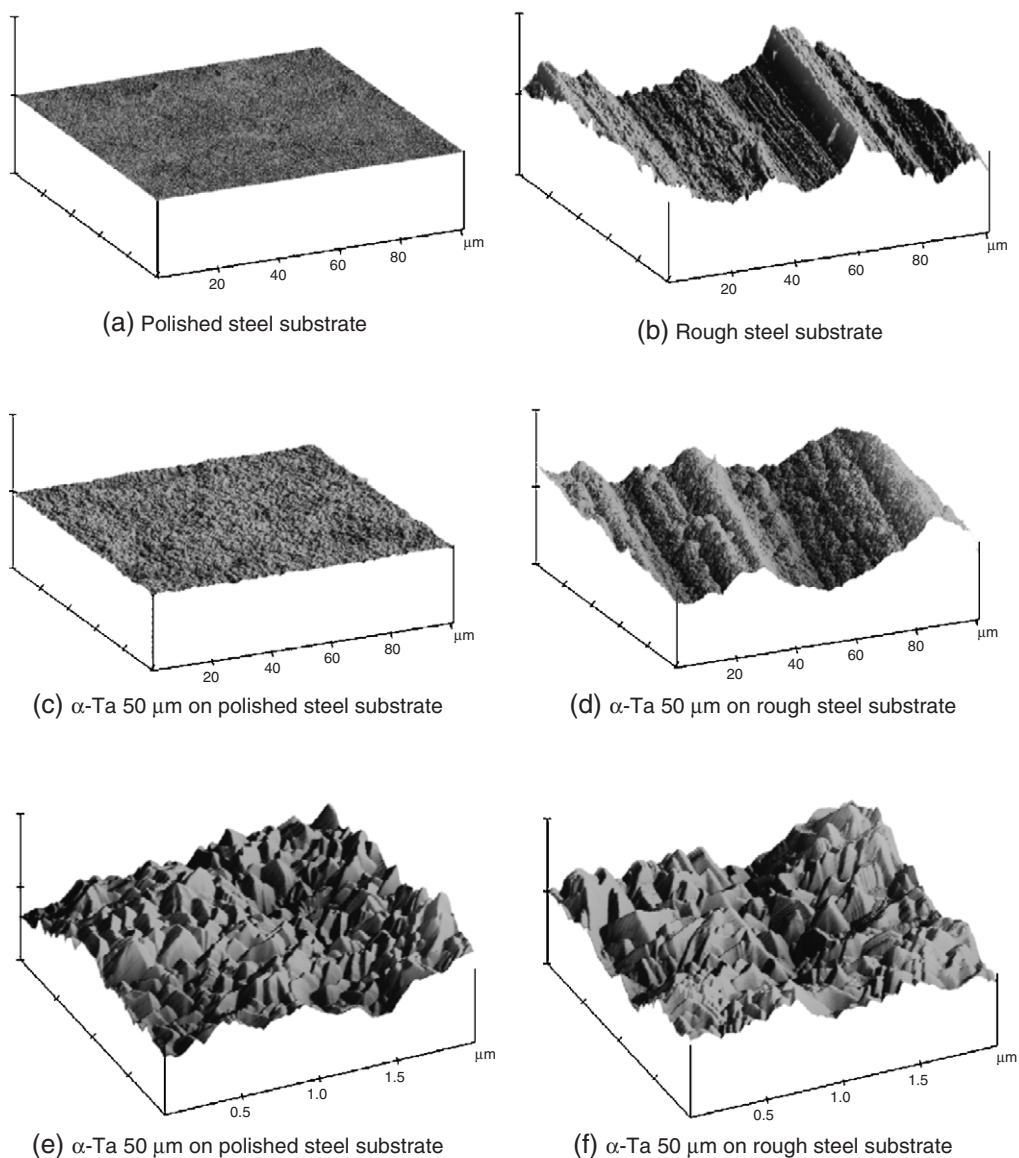 20
40
60
80
μm
(a) Polished steel substrate
20
40
60
80
μm
(b) Rough steel substrate
20
40
60
80
μm
(c) α-Ta 50 μm on polished steel substrate
20
40
60
80
μm
(d) α-Ta 50 μm on rough steel substrate
0.5
1.0
1.5
μm
(e) α-Ta 50 μm on polished steel substrate
0.5
1.0
1.5
μm
(f) α-Ta 50 μm on rough steel substrate